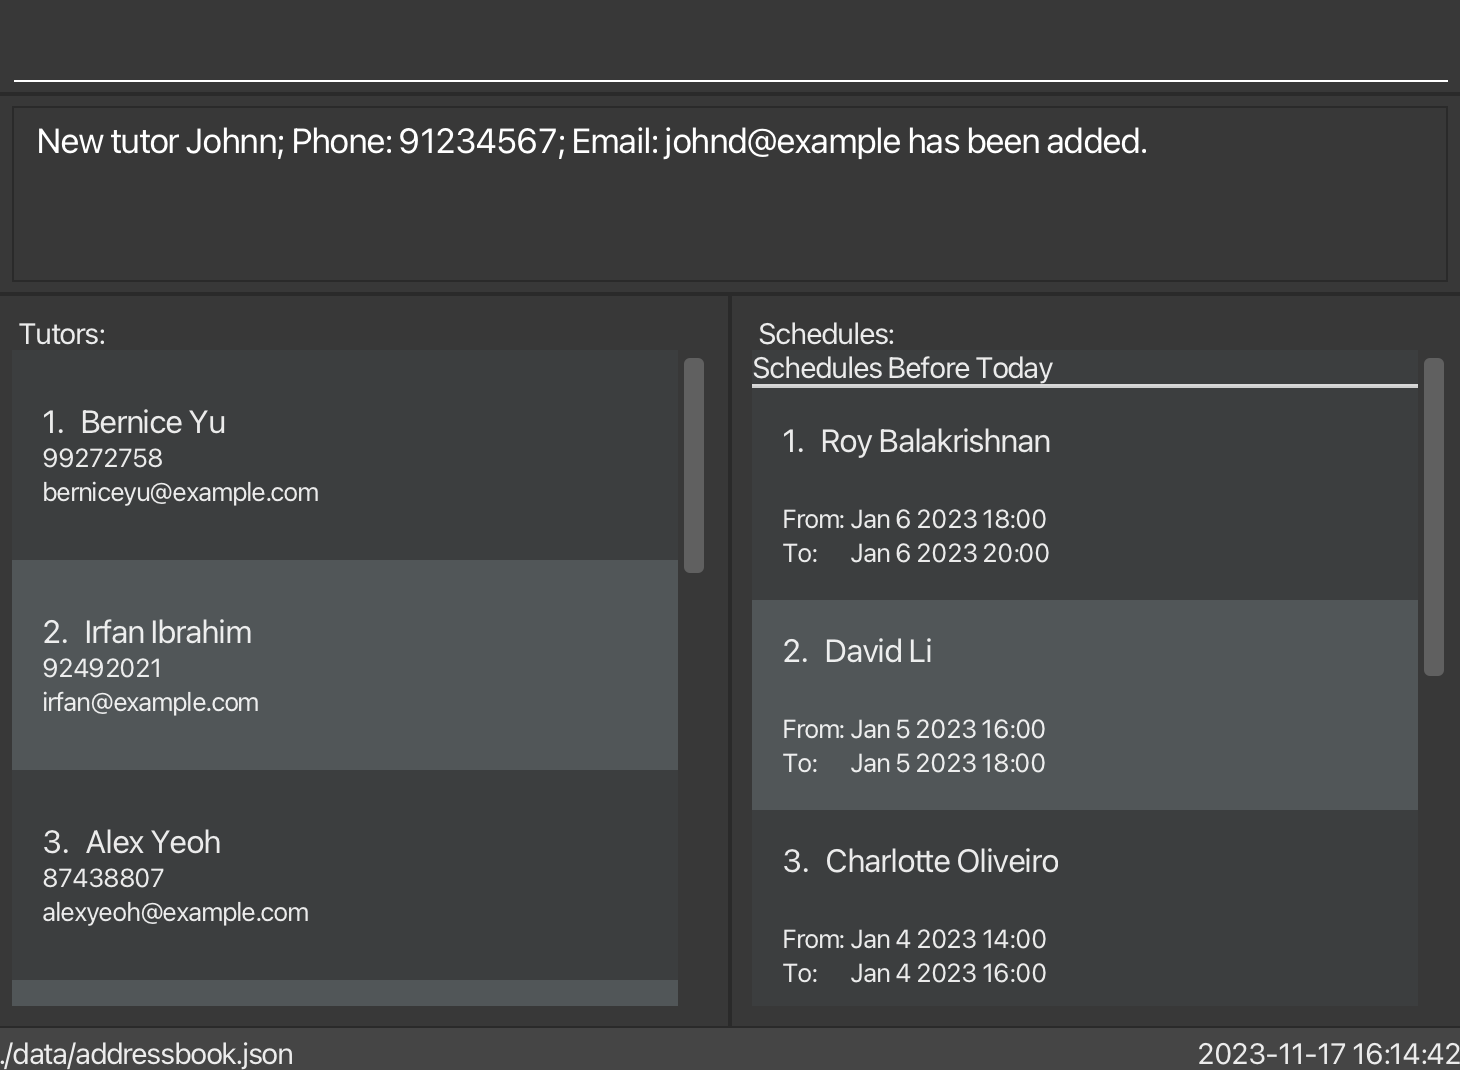 New tutor Johnn; Phone: 91234567; Email: johnd@example has been added.
Tutors:
1. Bernice Yu
99272758
berniceyu@example.com
2. Irfan Ibrahim
92492021
irfan@example.com
3. Alex Yeoh
87438807
alexyeoh@example.com
Schedules:
Schedules Before Today
1. Roy Balakrishnan
From: Jan 6 2023 18:00
To: Jan 6 2023 20:00
2. David Li
From: Jan 5 2023 16:00
To: Jan 5 2023 18:00
3. Charlotte Oliveiro
From: Jan 4 2023 14:00
To: Jan 4 2023 16:00
./data/addressbook.json
2023-11-17 16:14:42